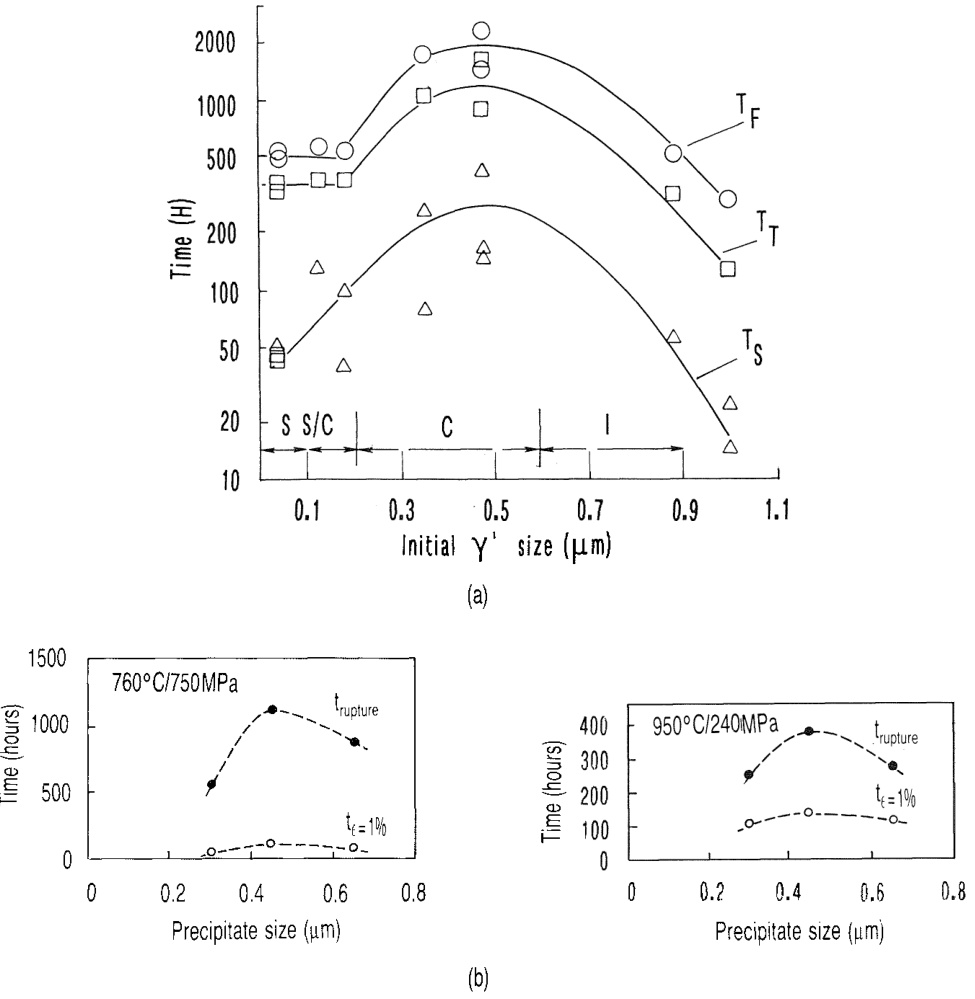 2000
1000
500
200
100
50
20
10
Time (H)
T_F
T_T
T_S
S S/C C I
0.1 0.3 0.5 0.7 0.9 1.1
Initial γ' size (μm)
(a)
1500
1000
500
0
Time (hours)
760°C/750MPa
t_rupture
t_ε=1%
0 0.2 0.4 0.6 0.8
Precipitate size (μm)
400
300
200
100
0
Time (hours)
950°C/240MPa
t_rupture
t_ε=1%
0 0.2 0.4 0.6 0.8
Precipitate size (μm)
(b)